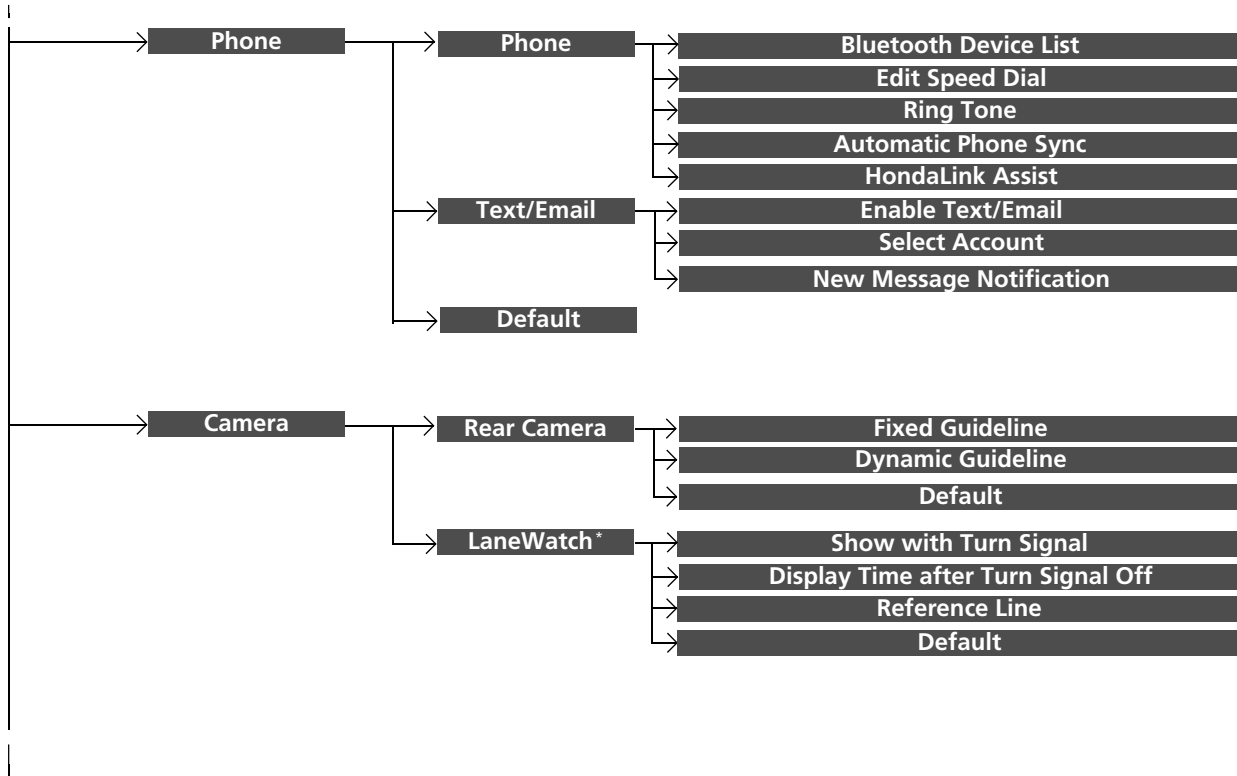 Phone
Phone
Bluetooth Device List
Edit Speed Dial
Ring Tone
Automatic Phone Sync
HondaLink Assist
Text/Email
Enable Text/Email
Select Account
New Message Notification
Default
Camera
Rear Camera
Fixed Guideline
Dynamic Guideline
Default
LaneWatch*
Show with Turn Signal
Display Time after Turn Signal Off
Reference Line
Default